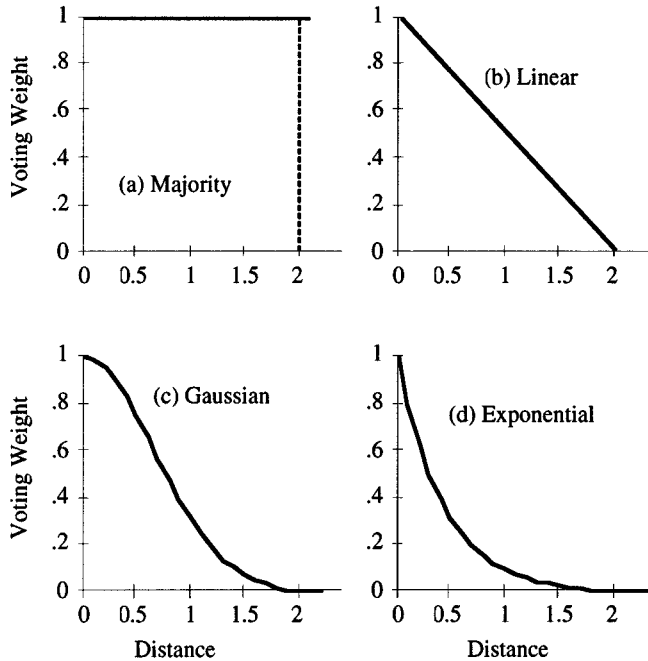 1
.8
.6
.4
.2
0
Voting Weight
(a) Majority
0 0.5 1 1.5 2
1
.8
.6
.4
.2
0
(b) Linear
0 0.5 1 1.5 2
1
.8
.6
.4
.2
0
Voting Weight
(c) Gaussian
0 0.5 1 1.5 2
Distance
1
.8
.6
.4
.2
0
(d) Exponential
0 0.5 1 1.5 2
Distance